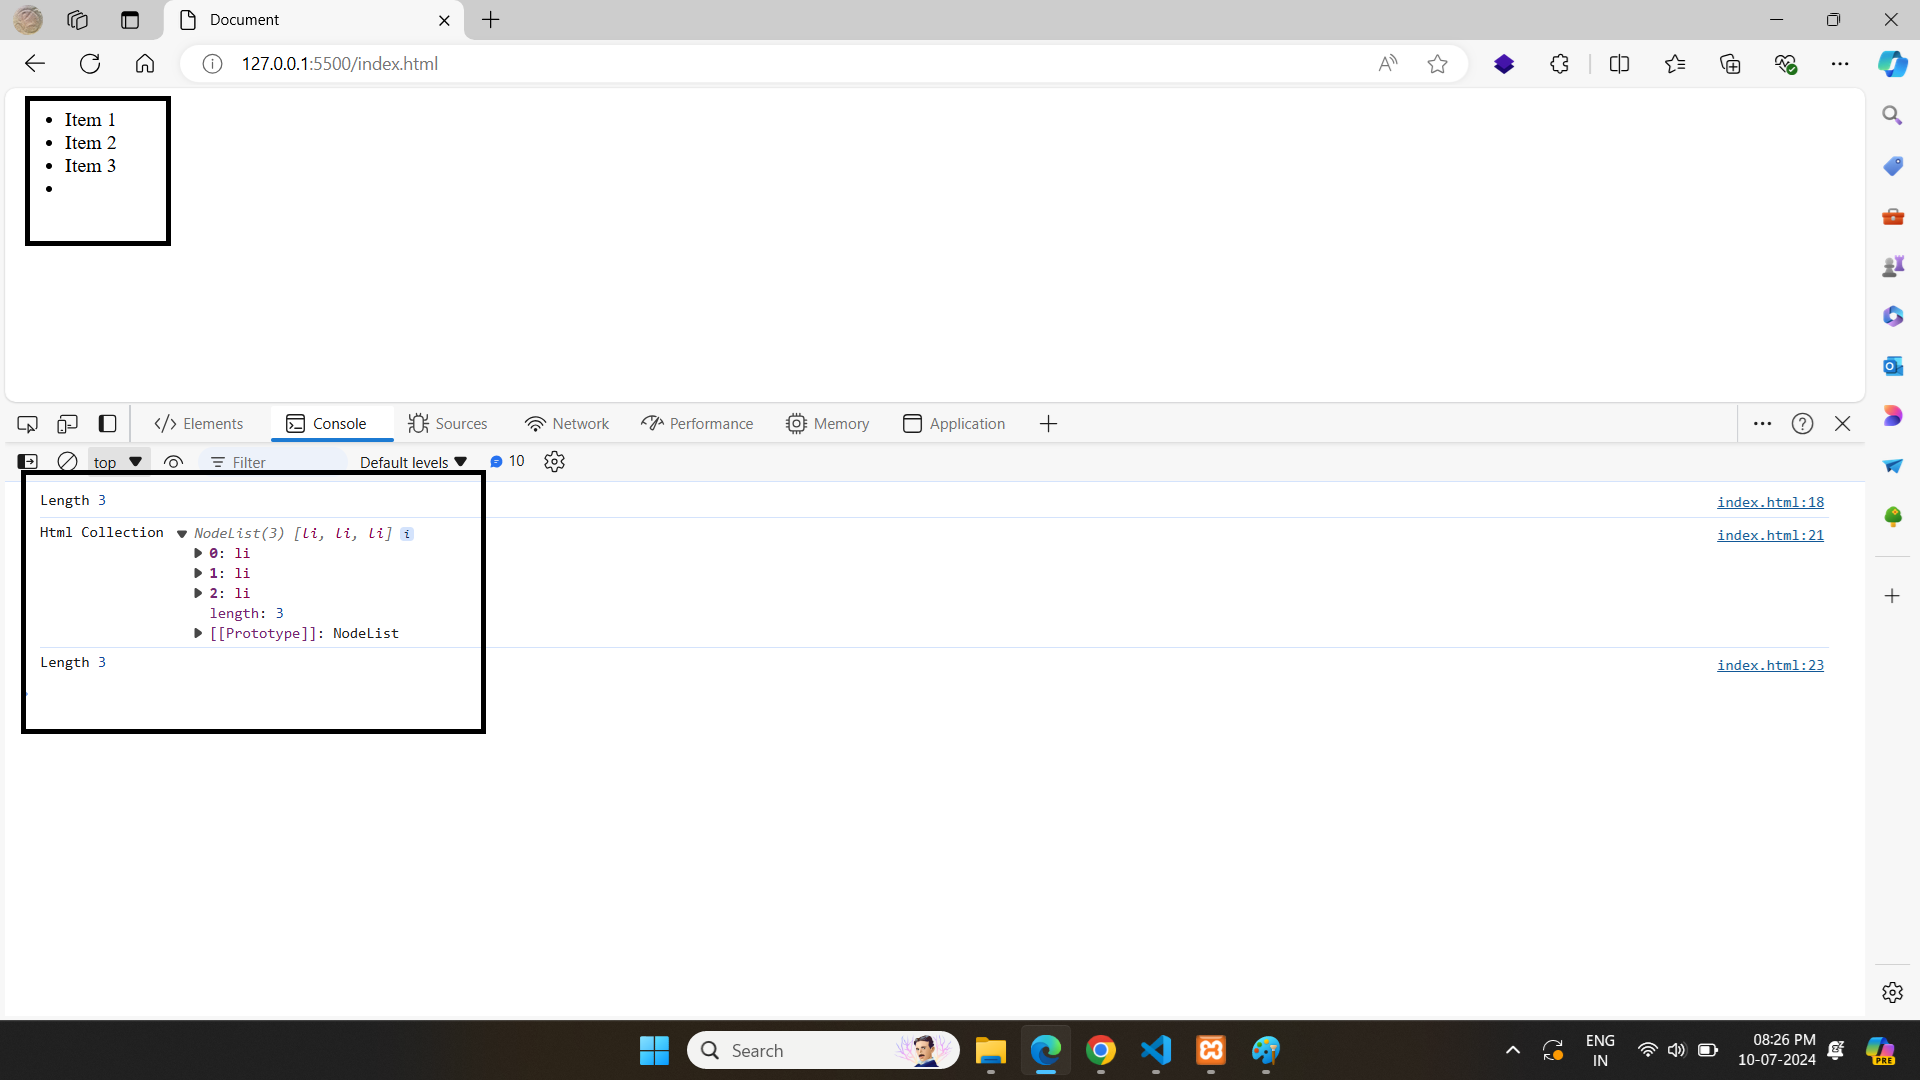 Document
127.0.0.1:5500/index.html
Item 1
Item 2
Item 3
Elements
Console
Sources
Network
Performance
Memory
Application
top
Filter
Default levels
10
Length 3
index.html:18
Html Collection NodeList(3) [li, li, li] i
index.html:21
0: li
1: li
2: li
length: 3
[[Prototype]]: NodeList
Length 3
index.html:23
Search
ENG
IN
08:26 PM
10-07-2024
PRE